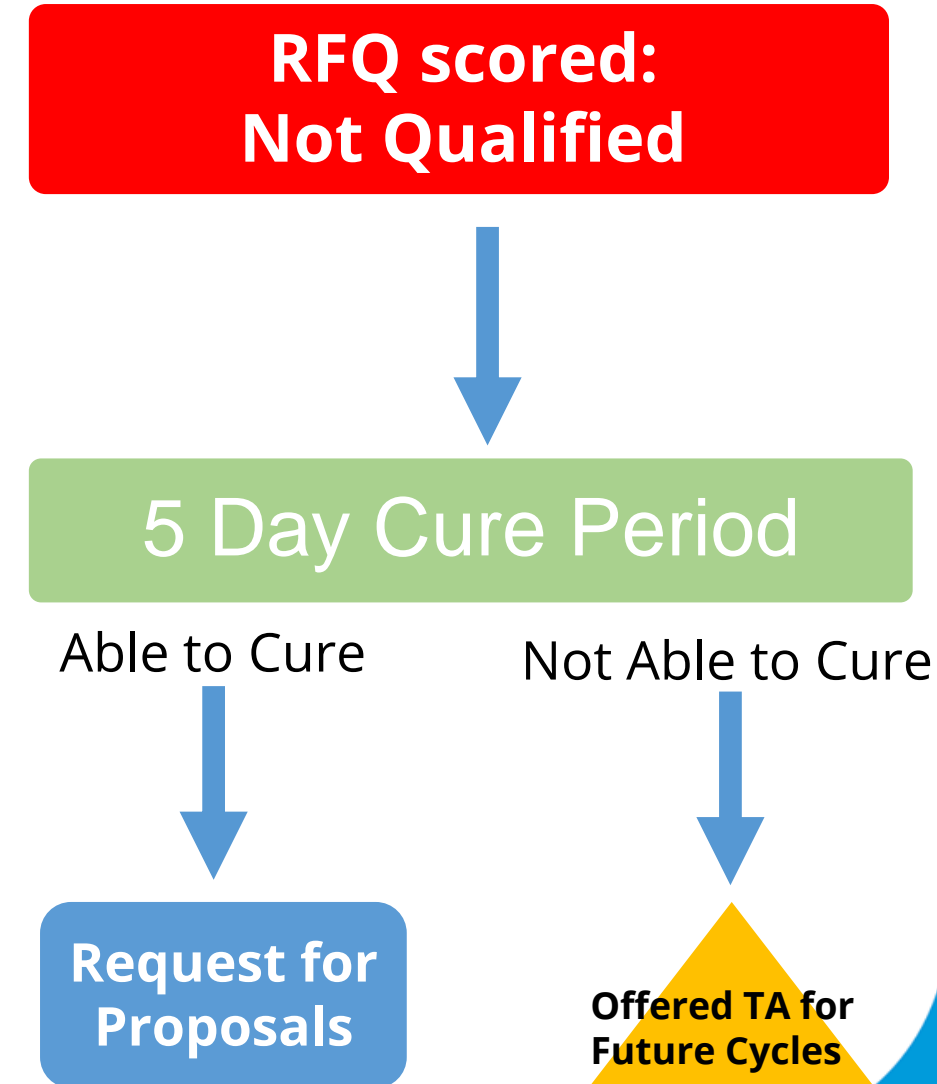 RFQ scored:
Not Qualified
5 Day Cure Period
Able to Cure
Not Able to Cure
Request for
Proposals
Offered TA for
Future Cycles